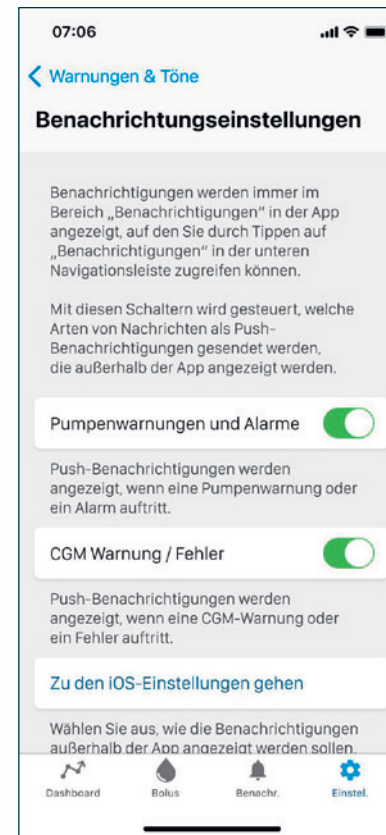 07:06
Warnungen & Töne
Benachrichtungseinstellungen
Benachrichtigungen werden immer im
Bereich „Benachrichtigungen“ in der App
angezeigt, auf den Sie durch Tippen auf
„Benachrichtigungen“ in der unteren
Navigationsleiste zugreifen können.
Mit diesen Schaltern wird gesteuert, welche
Arten von Nachrichten als Push-
Benachrichtigungen gesendet werden,
die außerhalb der App angezeigt werden.
Pumpenwarnungen und Alarme
Push-Benachrichtigungen werden
angezeigt, wenn eine Pumpenwarnung oder
ein Alarm auftritt.
CGM Warnung / Fehler
Push-Benachrichtigungen werden
angezeigt, wenn eine CGM-Warnung oder
ein Fehler auftritt.
Zu den iOS-Einstellungen gehen
Wählen Sie aus, wie die Benachrichtigungen
außerhalb der App angezeigt werden sollen.
Dashboard Bolus Benachr. Einstel.